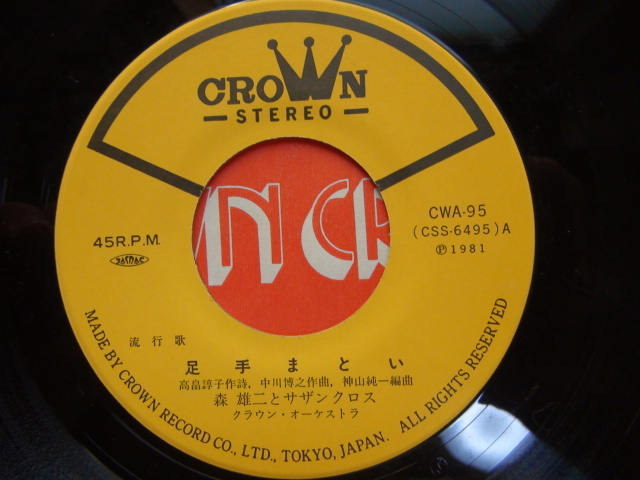 CROWN
STEREO
45R.P.M.
CWA-95
(CSS-6495)A
Ⓟ1981
流行歌
足手まとい
高畠諄子作詩, 中川博之作曲, 神山純一編曲
森 雄二とサザンクロス
クラウン・オーケストラ
MADE BY CROWN RECORD CO., LTD., TOKYO, JAPAN. ALL RIGHTS RESERVED